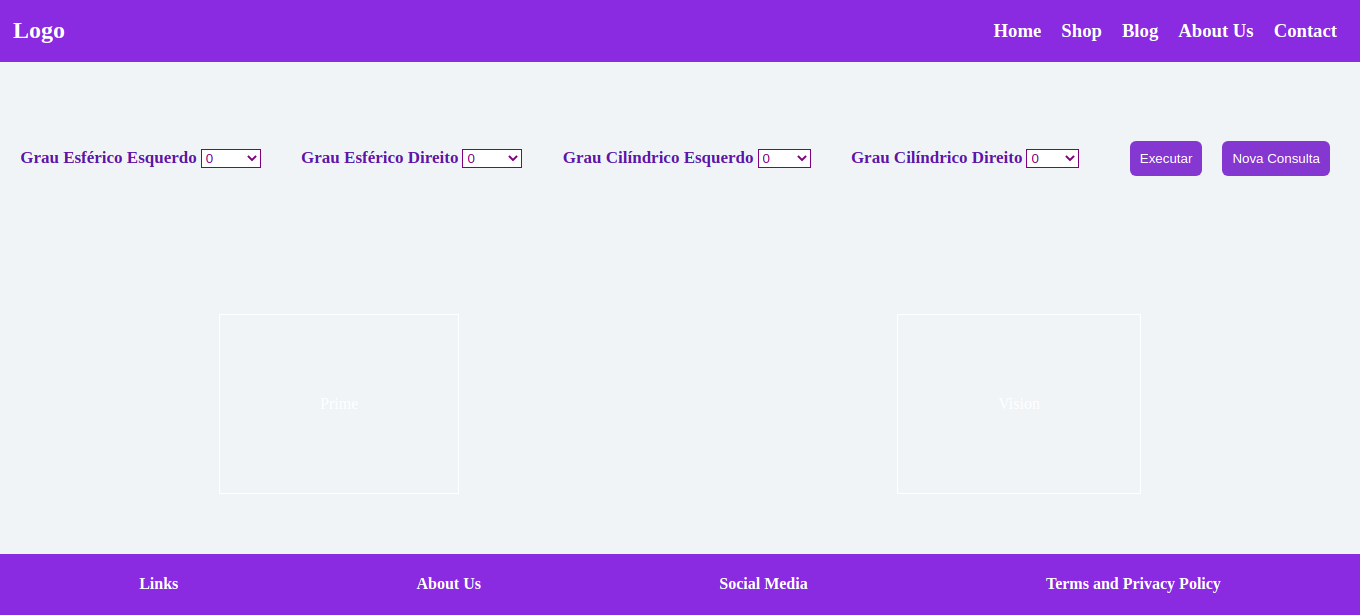 Logo Home Shop Blog About Us Contact
Grau Esférico Esquerdo 0 Grau Esférico Direito 0 Grau Cilíndrico Esquerdo 0 Grau Cilíndrico Direito 0 Executar Nova Consulta
Prime Vision
Links About Us Social Media Terms and Privacy Policy